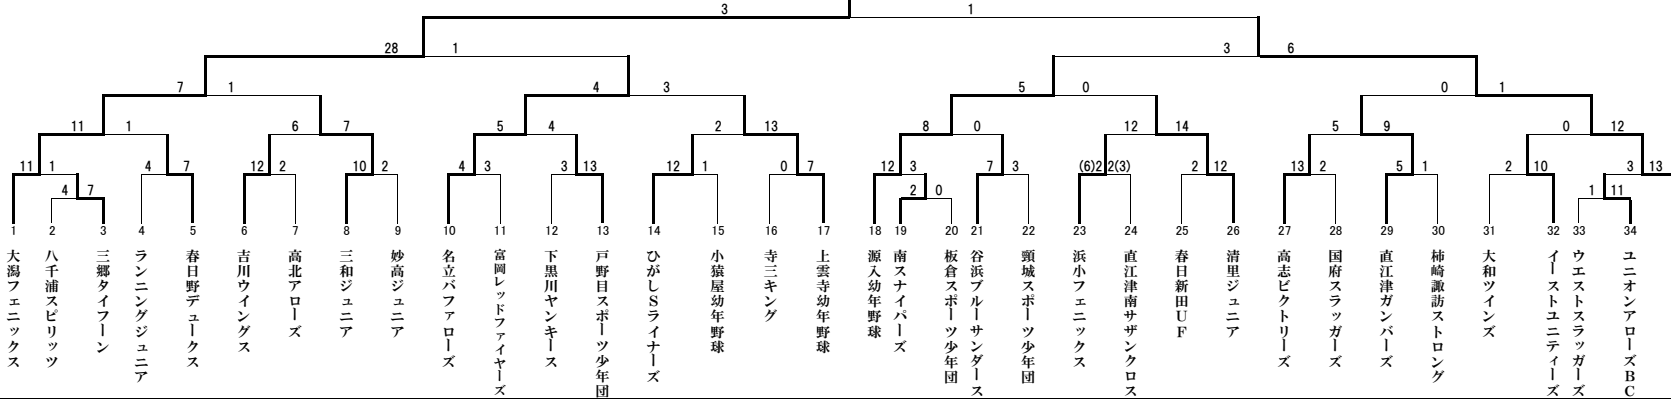 3 1
28 1 3 6
7 1 4 3 5 0 0 1
11 1 6 7 5 4 2 13 8 0 12 14 5 9 0 12
11 1 4 7 12 2 10 2 4 3 3 13 12 1 0 7 12 3 7 3 (6)2 2(3) 2 12 13 2 5 1 2 10 3 13
4 7 2 0 1 11
1 2 3 4 5 6 7 8 9 10 11 12 13 14 15 16 17 18 19 20 21 22 23 24 25 26 27 28 29 30 31 32 33 34
大潟フェニックス
八千浦スピリッツ
三郷タイフーン
ランニングジュニア
春日野デュークス
吉川ウイングス
高北アローズ
三和ジュニア
妙高ジュニア
名立バファローズ
富岡レッドファイヤーズ
下黒川ヤンキース
戸野目スポーツ少年団
ひがしSライナーズ
小猿屋幼年野球
寺三キング
上雲寺幼年野球
源入幼年野球
南スナイパーズ
板倉スポーツ少年団
谷浜ブルーサンダース
頸城スポーツ少年団
浜小フェニックス
直江津南サザンクロス
春日新田UF
清里ジュニア
高志ビクトリーズ
国府スラッガーズ
直江津ガンバーズ
柿崎諏訪ストロング
大和ツインズ
イーストユニティーズ
ウエストスラッガーズ
ユニオンアローズBC